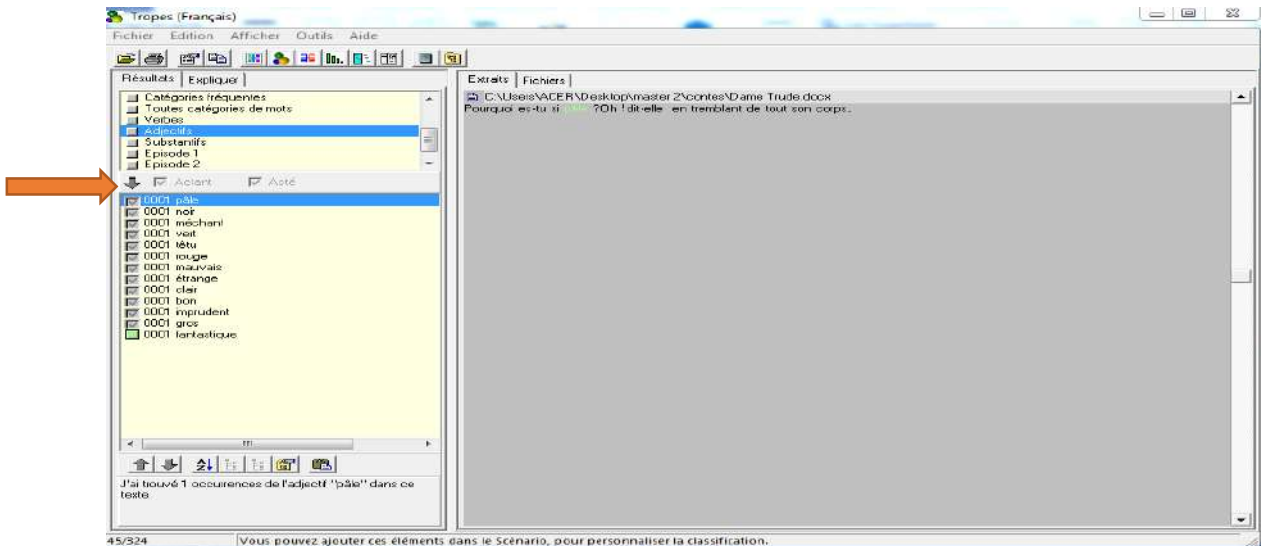 Tropes (Français)
Fichier Edition Afficher Outils Aide
Résultats Expliquer
Catégories fréquentes
Toutes catégories de mots
Verbes
Adjectifs
Substantifs
Episode 1
Episode 2
Actant Acté
0001 pâle
0001 noir
0001 méchant
0001 vert
0001 têtu
0001 rouge
0001 mauvais
0001 étrange
0001 clair
0001 bon
0001 imprudent
0001 gros
0001 fantastique
J'ai trouvé 1 occurrences de l'adjectif "pâle" dans ce
texte
Extraits Fichiers
C:\Users\ACER\Desktop\master 2\contes\Dame Trude.docx
Pourquoi es-tu si pâle ?Oh ! dit-elle en tremblant de tout son corps.
45/324 Vous pouvez ajouter ces éléments dans le Scénario, pour personnaliser la classification.